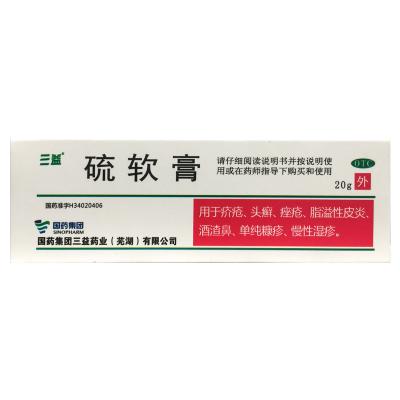 三益®
硫软膏
请仔细阅读说明书并按说明使
用或在药师指导下购买和使用
OTC
20g 外
国药准字H34020406
国药集团
SINOPHARM
国药集团三益药业（芜湖）有限公司
用于疥疮、头癣、痤疮、脂溢性皮炎、
酒渣鼻、单纯糠疹、慢性湿疹。